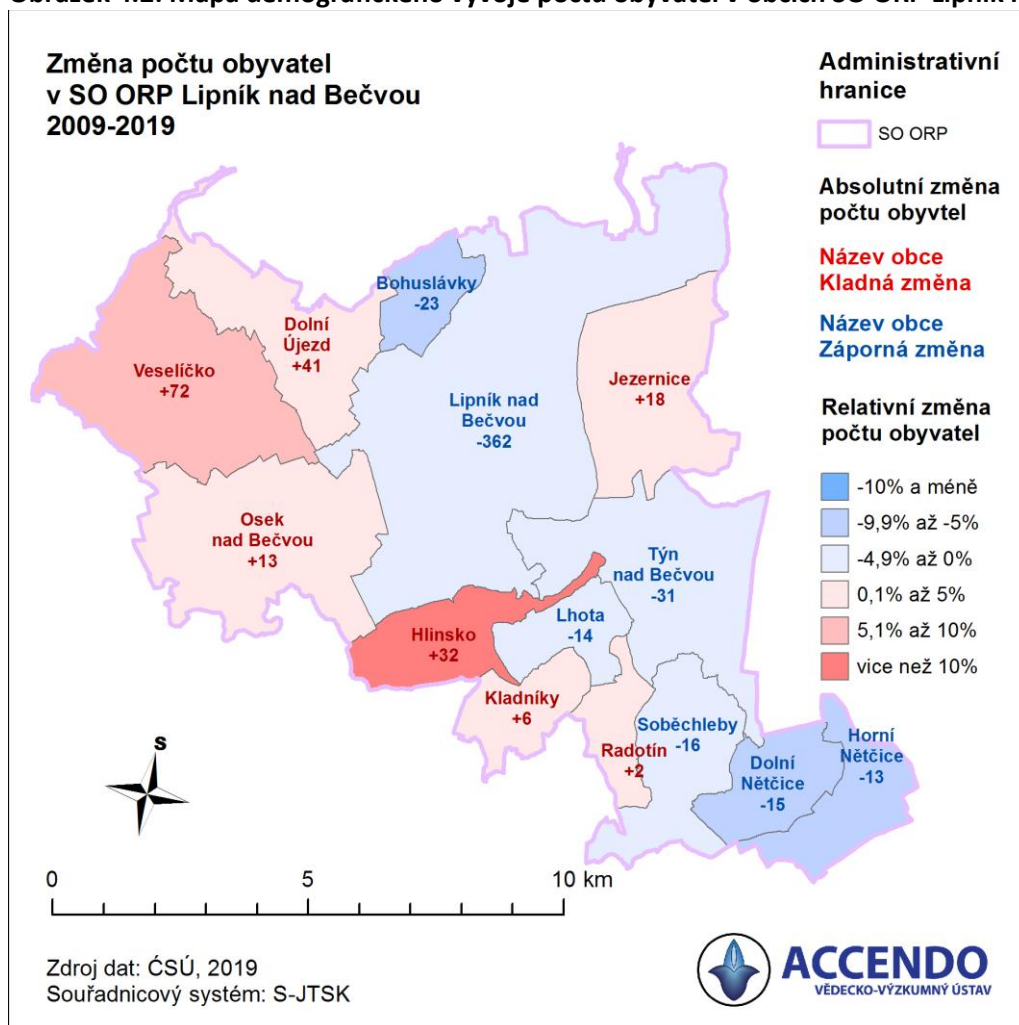 Změna počtu obyvatel
v SO ORP Lipník nad Bečvou
2009-2019
Administrativní
hranice
SO ORP
Absolutní změna
počtu obyvtel
Název obce
Kladná změna
Název obce
Záporná změna
Relativní změna
počtu obyvatel
-10% a méně
-9,9% až -5%
-4,9% až 0%
0,1% až 5%
5,1% až 10%
vice než 10%
Bohuslávky
-23
Dolní
Újezd
+41
Veselíčko
+72
Lipník nad
Bečvou
-362
Jezernice
+18
Osek
nad Bečvou
+13
Týn
nad Bečvou
-31
Lhota
-14
Hlinsko
+32
Kladníky
+6
Radotín
+2
Soběchleby
-16
Horní
Nětčice
-13
Dolní
Nětčice
-15
S
0 5 10 km
Zdroj dat: ĆSÚ, 2019
Souřadnicový systém: S-JTSK
ACCENDO
VĚDECKO-VÝZKUMNÝ ÚSTAV